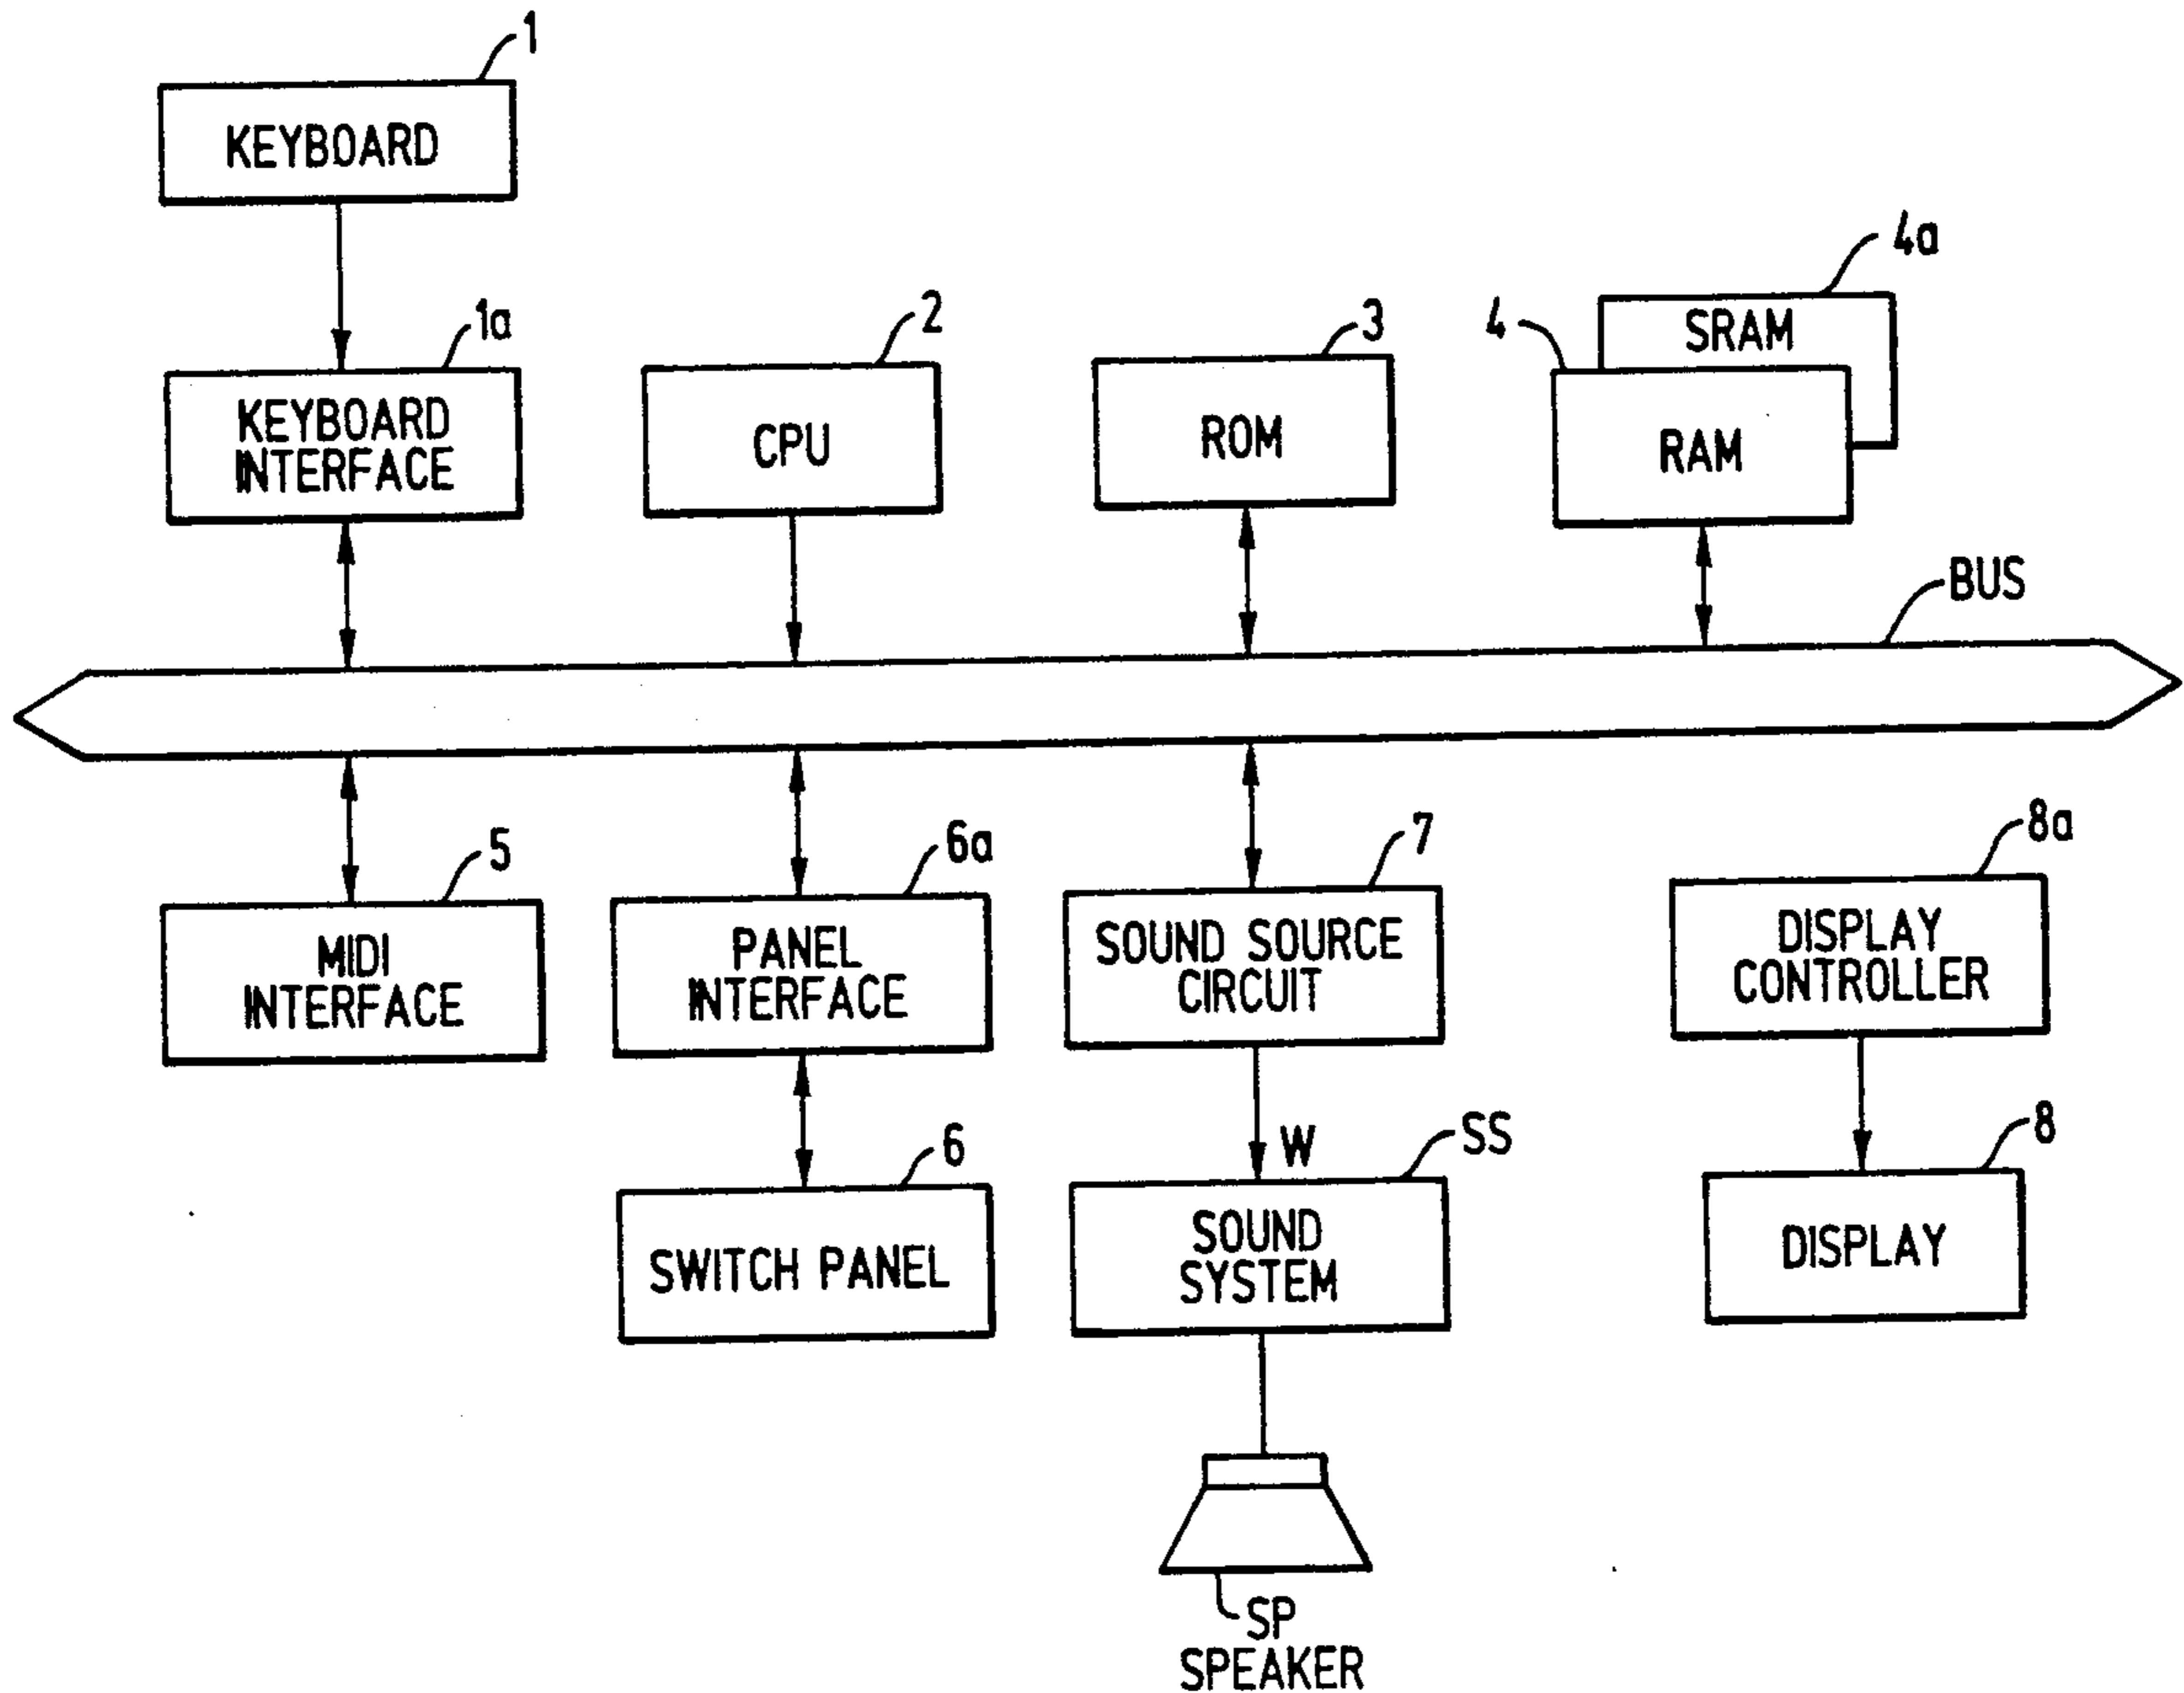 1
KEYBOARD
1a
KEYBOARD
INTERFACE
2
CPU
3
ROM
4
4a
SRAM
RAM
BUS
5
MIDI
INTERFACE
6a
PANEL
INTERFACE
7
SOUND SOURCE
CIRCUIT
8a
DISPLAY
CONTROLLER
6
SWITCH PANEL
W
SS
SOUND
SYSTEM
8
DISPLAY
SP
SPEAKER